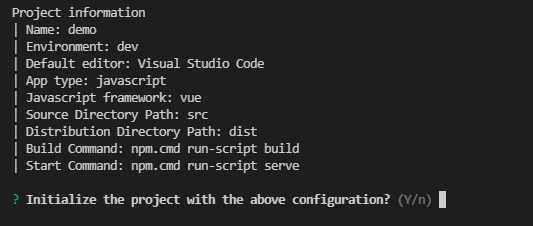 Project information
| Name: demo
| Environment: dev
| Default editor: Visual Studio Code
| App type: javascript
| Javascript framework: vue
| Source Directory Path: src
| Distribution Directory Path: dist
| Build Command: npm.cmd run-script build
| Start Command: npm.cmd run-script serve
? Initialize the project with the above configuration? (Y/n)